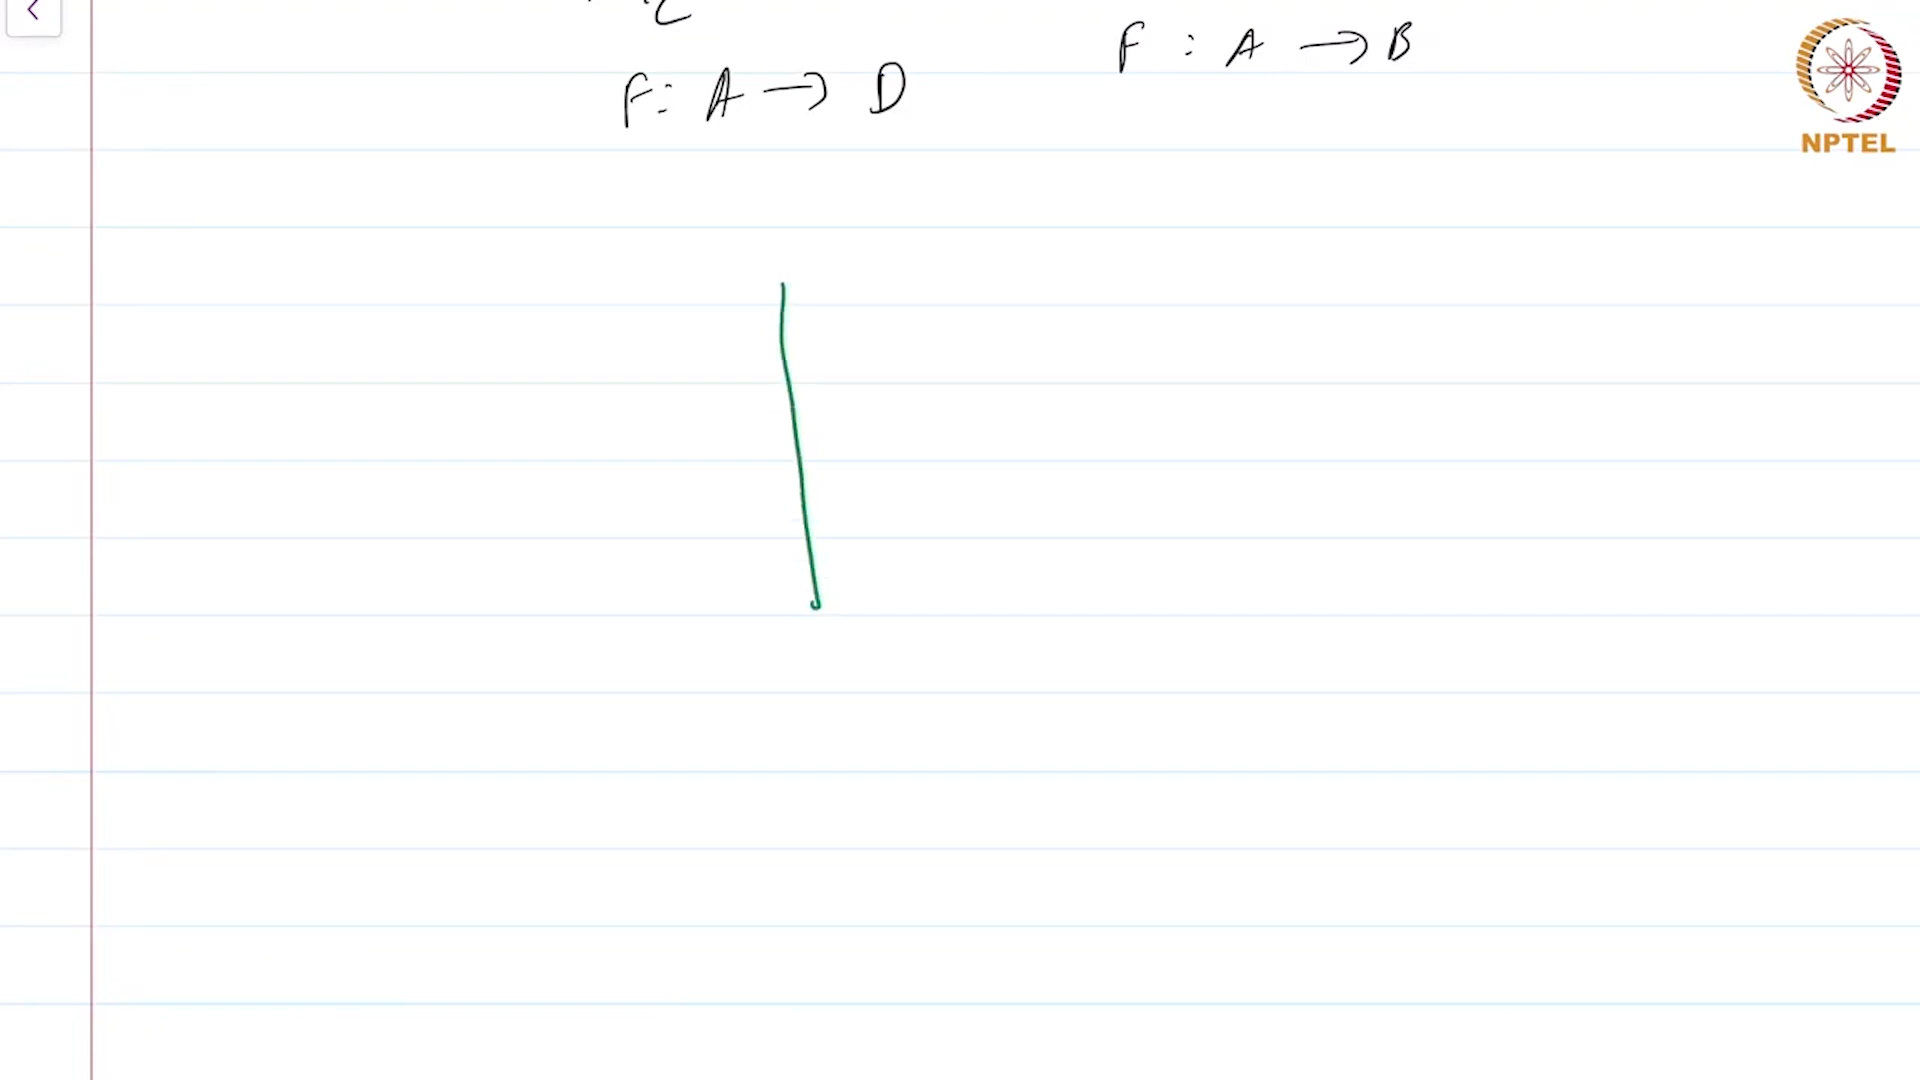 F : A → B
F : A → D
NPTEL